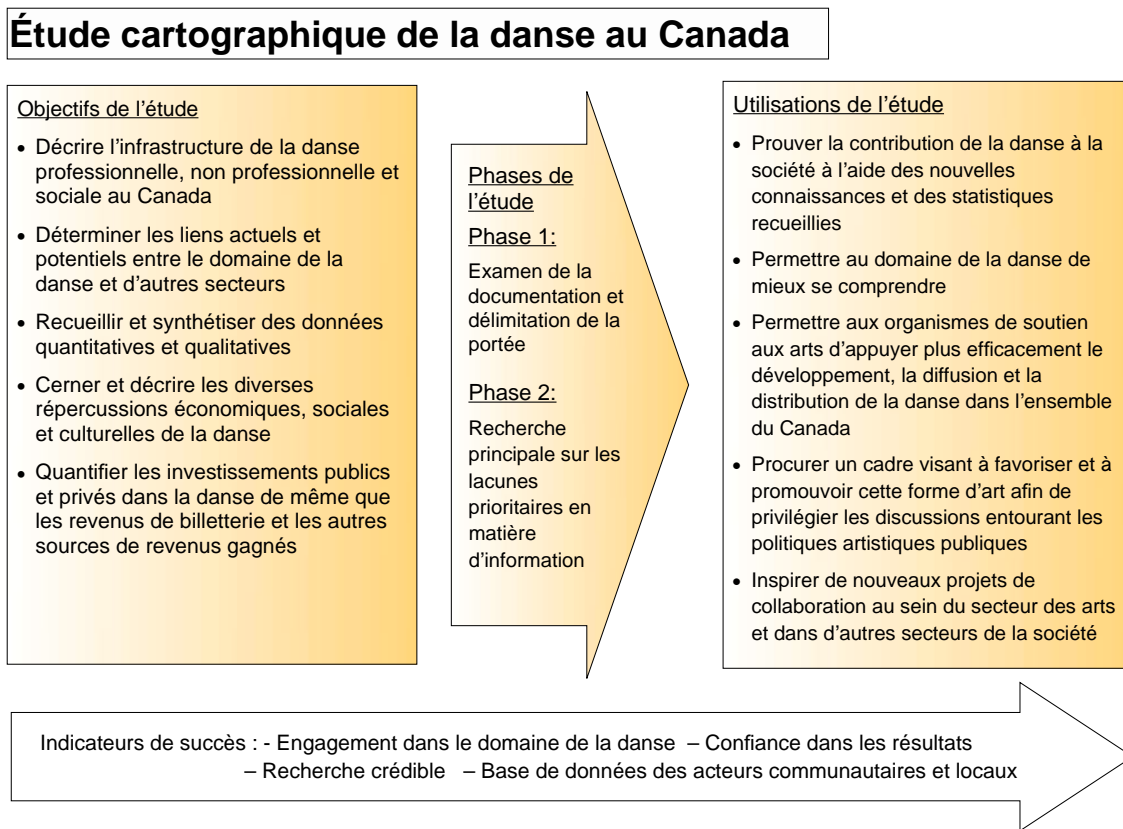 Étude cartographique de la danse au Canada
Objectifs de l'étude
• Décrire l'infrastructure de la danse
professionnelle, non professionnelle et
sociale au Canada
• Déterminer les liens actuels et
potentiels entre le domaine de la
danse et d'autres secteurs
• Recueillir et synthétiser des données
quantitatives et qualitatives
• Cerner et décrire les diverses
répercussions économiques, sociales
et culturelles de la danse
• Quantifier les investissements publics
et privés dans la danse de même que
les revenus de billetterie et les autres
sources de revenus gagnés
Phases de
l'étude
Phase 1:
Examen de la
documentation et
délimitation de la
portée
Phase 2:
Recherche
principale sur les
lacunes
prioritaires en
matière
d'information
Utilisations de l'étude
• Prouver la contribution de la danse à la
société à l'aide des nouvelles
connaissances et des statistiques
recueillies
• Permettre au domaine de la danse de
mieux se comprendre
• Permettre aux organismes de soutien
aux arts d'appuyer plus efficacement le
développement, la diffusion et la
distribution de la danse dans l'ensemble
du Canada
• Procurer un cadre visant à favoriser et à
promouvoir cette forme d'art afin de
privilégier les discussions entourant les
politiques artistiques publiques
• Inspirer de nouveaux projets de
collaboration au sein du secteur des arts
et dans d'autres secteurs de la société
Indicateurs de succès : - Engagement dans le domaine de la danse – Confiance dans les résultats
– Recherche crédible – Base de données des acteurs communautaires et locaux